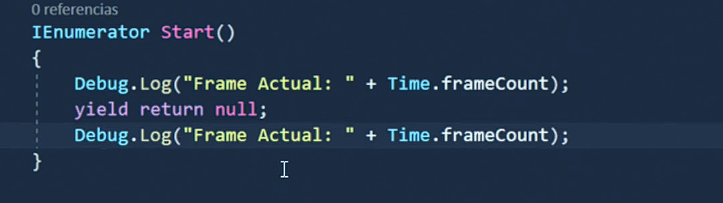 0 referencias
IEnumerator Start()
{
Debug.Log("Frame Actual: " + Time.frameCount);
yield return null;
Debug.Log("Frame Actual: " + Time.frameCount);
}